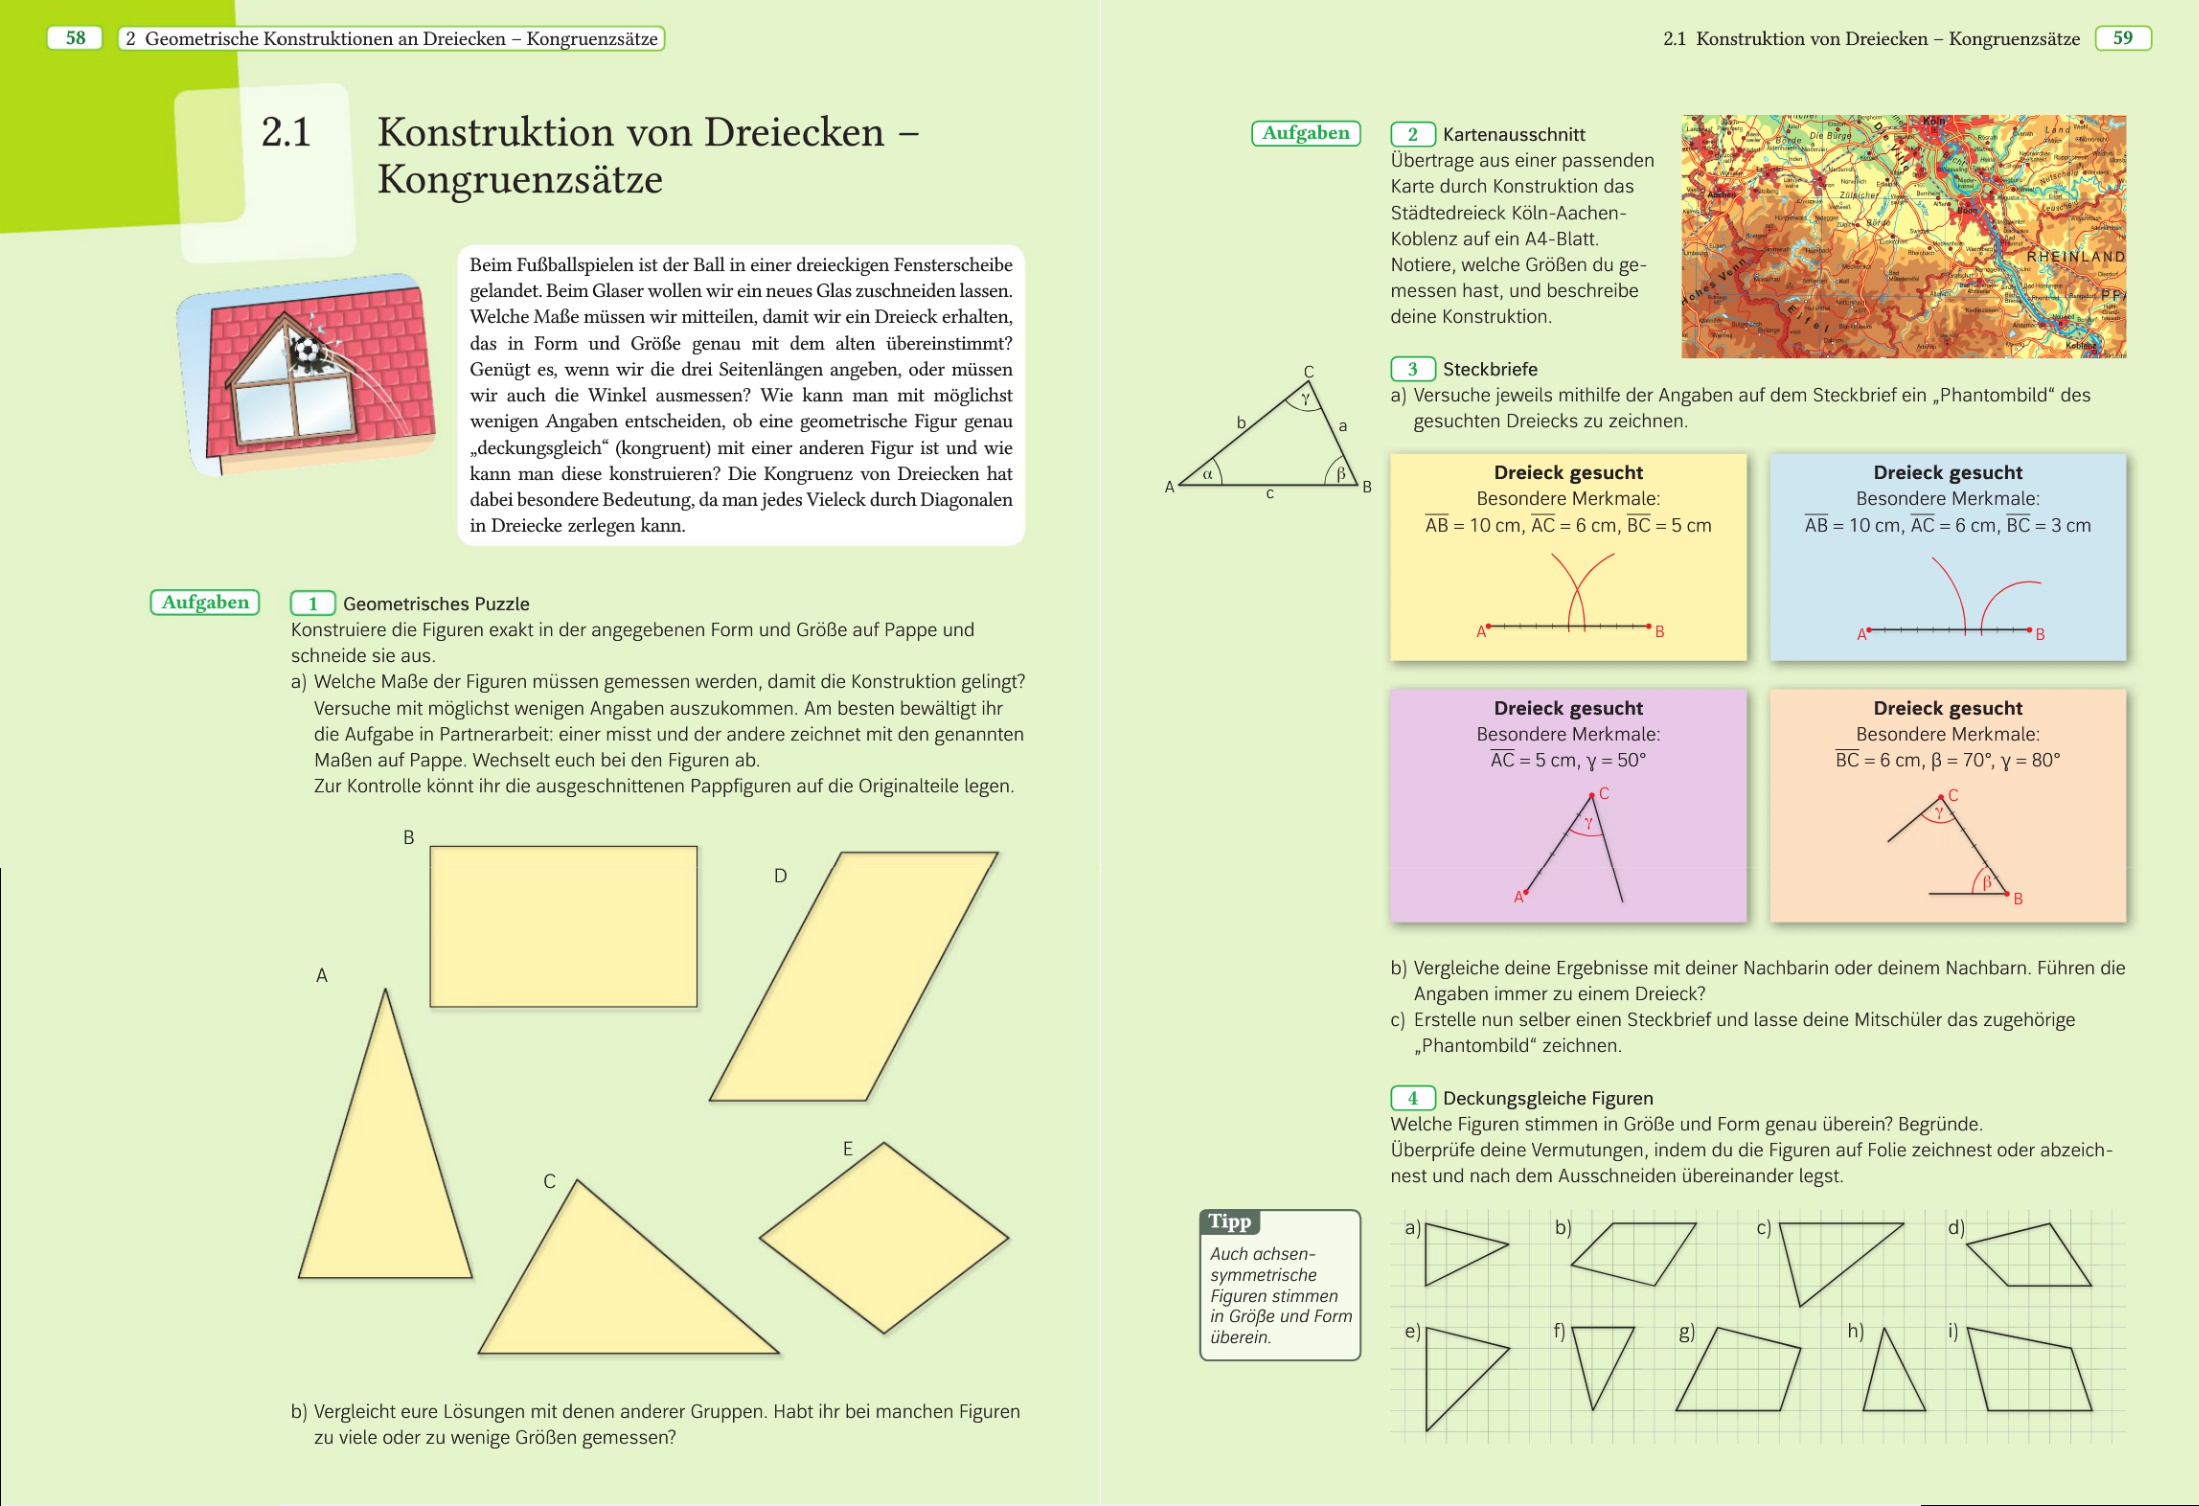 58
2 Geometrische Konstruktionen an Dreiecken – Kongruenzsätze
2.1 Konstruktion von Dreiecken –
Kongruenzsätze
Beim Fußballspielen ist der Ball in einer dreieckigen Fensterscheibe
gelandet. Beim Glaser wollen wir ein neues Glas zuschneiden lassen.
Welche Maße müssen wir mitteilen, damit wir ein Dreieck erhalten,
das in Form und Größe genau mit dem alten übereinstimmt?
Genügt es, wenn wir die drei Seitenlängen angeben, oder müssen
wir auch die Winkel ausmessen? Wie kann man mit möglichst
wenigen Angaben entscheiden, ob eine geometrische Figur genau
„deckungsgleich“ (kongruent) mit einer anderen Figur ist und wie
kann man diese konstruieren? Die Kongruenz von Dreiecken hat
dabei besondere Bedeutung, da man jedes Vieleck durch Diagonalen
in Dreiecke zerlegen kann.
Aufgaben
1 Geometrisches Puzzle
Konstruiere die Figuren exakt in der angegebenen Form und Größe auf Pappe und
schneide sie aus.
a) Welche Maße der Figuren müssen gemessen werden, damit die Konstruktion gelingt?
Versuche mit möglichst wenigen Angaben auszukommen. Am besten bewältigt ihr
die Aufgabe in Partnerarbeit: einer misst und der andere zeichnet mit den genannten
Maßen auf Pappe. Wechselt euch bei den Figuren ab.
Zur Kontrolle könnt ihr die ausgeschnittenen Pappfiguren auf die Originalteile legen.
B
D
A
E
C
b) Vergleicht eure Lösungen mit denen anderer Gruppen. Habt ihr bei manchen Figuren
zu viele oder zu wenige Größen gemessen?
2.1 Konstruktion von Dreiecken – Kongruenzsätze
59
Aufgaben
2 Kartenausschnitt
Übertrage aus einer passenden
Karte durch Konstruktion das
Städtedreieck Köln-Aachen-
Koblenz auf ein A4-Blatt.
Notiere, welche Größen du ge-
messen hast, und beschreibe
deine Konstruktion.
Köln
Die Bürge
Aachen
Zülpicher
Börde
Bonn
RHEINLAND
Hohes Venn
Eifel
Koblenz
3 Steckbriefe
a) Versuche jeweils mithilfe der Angaben auf dem Steckbrief ein „Phantombild“ des
gesuchten Dreiecks zu zeichnen.
C
γ
b
a
α
β
A
c
B
Dreieck gesucht
Besondere Merkmale:
AB = 10 cm, AC = 6 cm, BC = 5 cm
A
B
Dreieck gesucht
Besondere Merkmale:
AB = 10 cm, AC = 6 cm, BC = 3 cm
A
B
Dreieck gesucht
Besondere Merkmale:
AC = 5 cm, γ = 50°
C
γ
A
Dreieck gesucht
Besondere Merkmale:
BC = 6 cm, β = 70°, γ = 80°
C
γ
β
B
b) Vergleiche deine Ergebnisse mit deiner Nachbarin oder deinem Nachbarn. Führen die
Angaben immer zu einem Dreieck?
c) Erstelle nun selber einen Steckbrief und lasse deine Mitschüler das zugehörige
„Phantombild“ zeichnen.
4 Deckungsgleiche Figuren
Welche Figuren stimmen in Größe und Form genau überein? Begründe.
Überprüfe deine Vermutungen, indem du die Figuren auf Folie zeichnest oder abzeich-
nest und nach dem Ausschneiden übereinander legst.
Tipp
Auch achsen-
symmetrische
Figuren stimmen
in Größe und Form
überein.
a) b) c) d)
e) f) g) h) i)